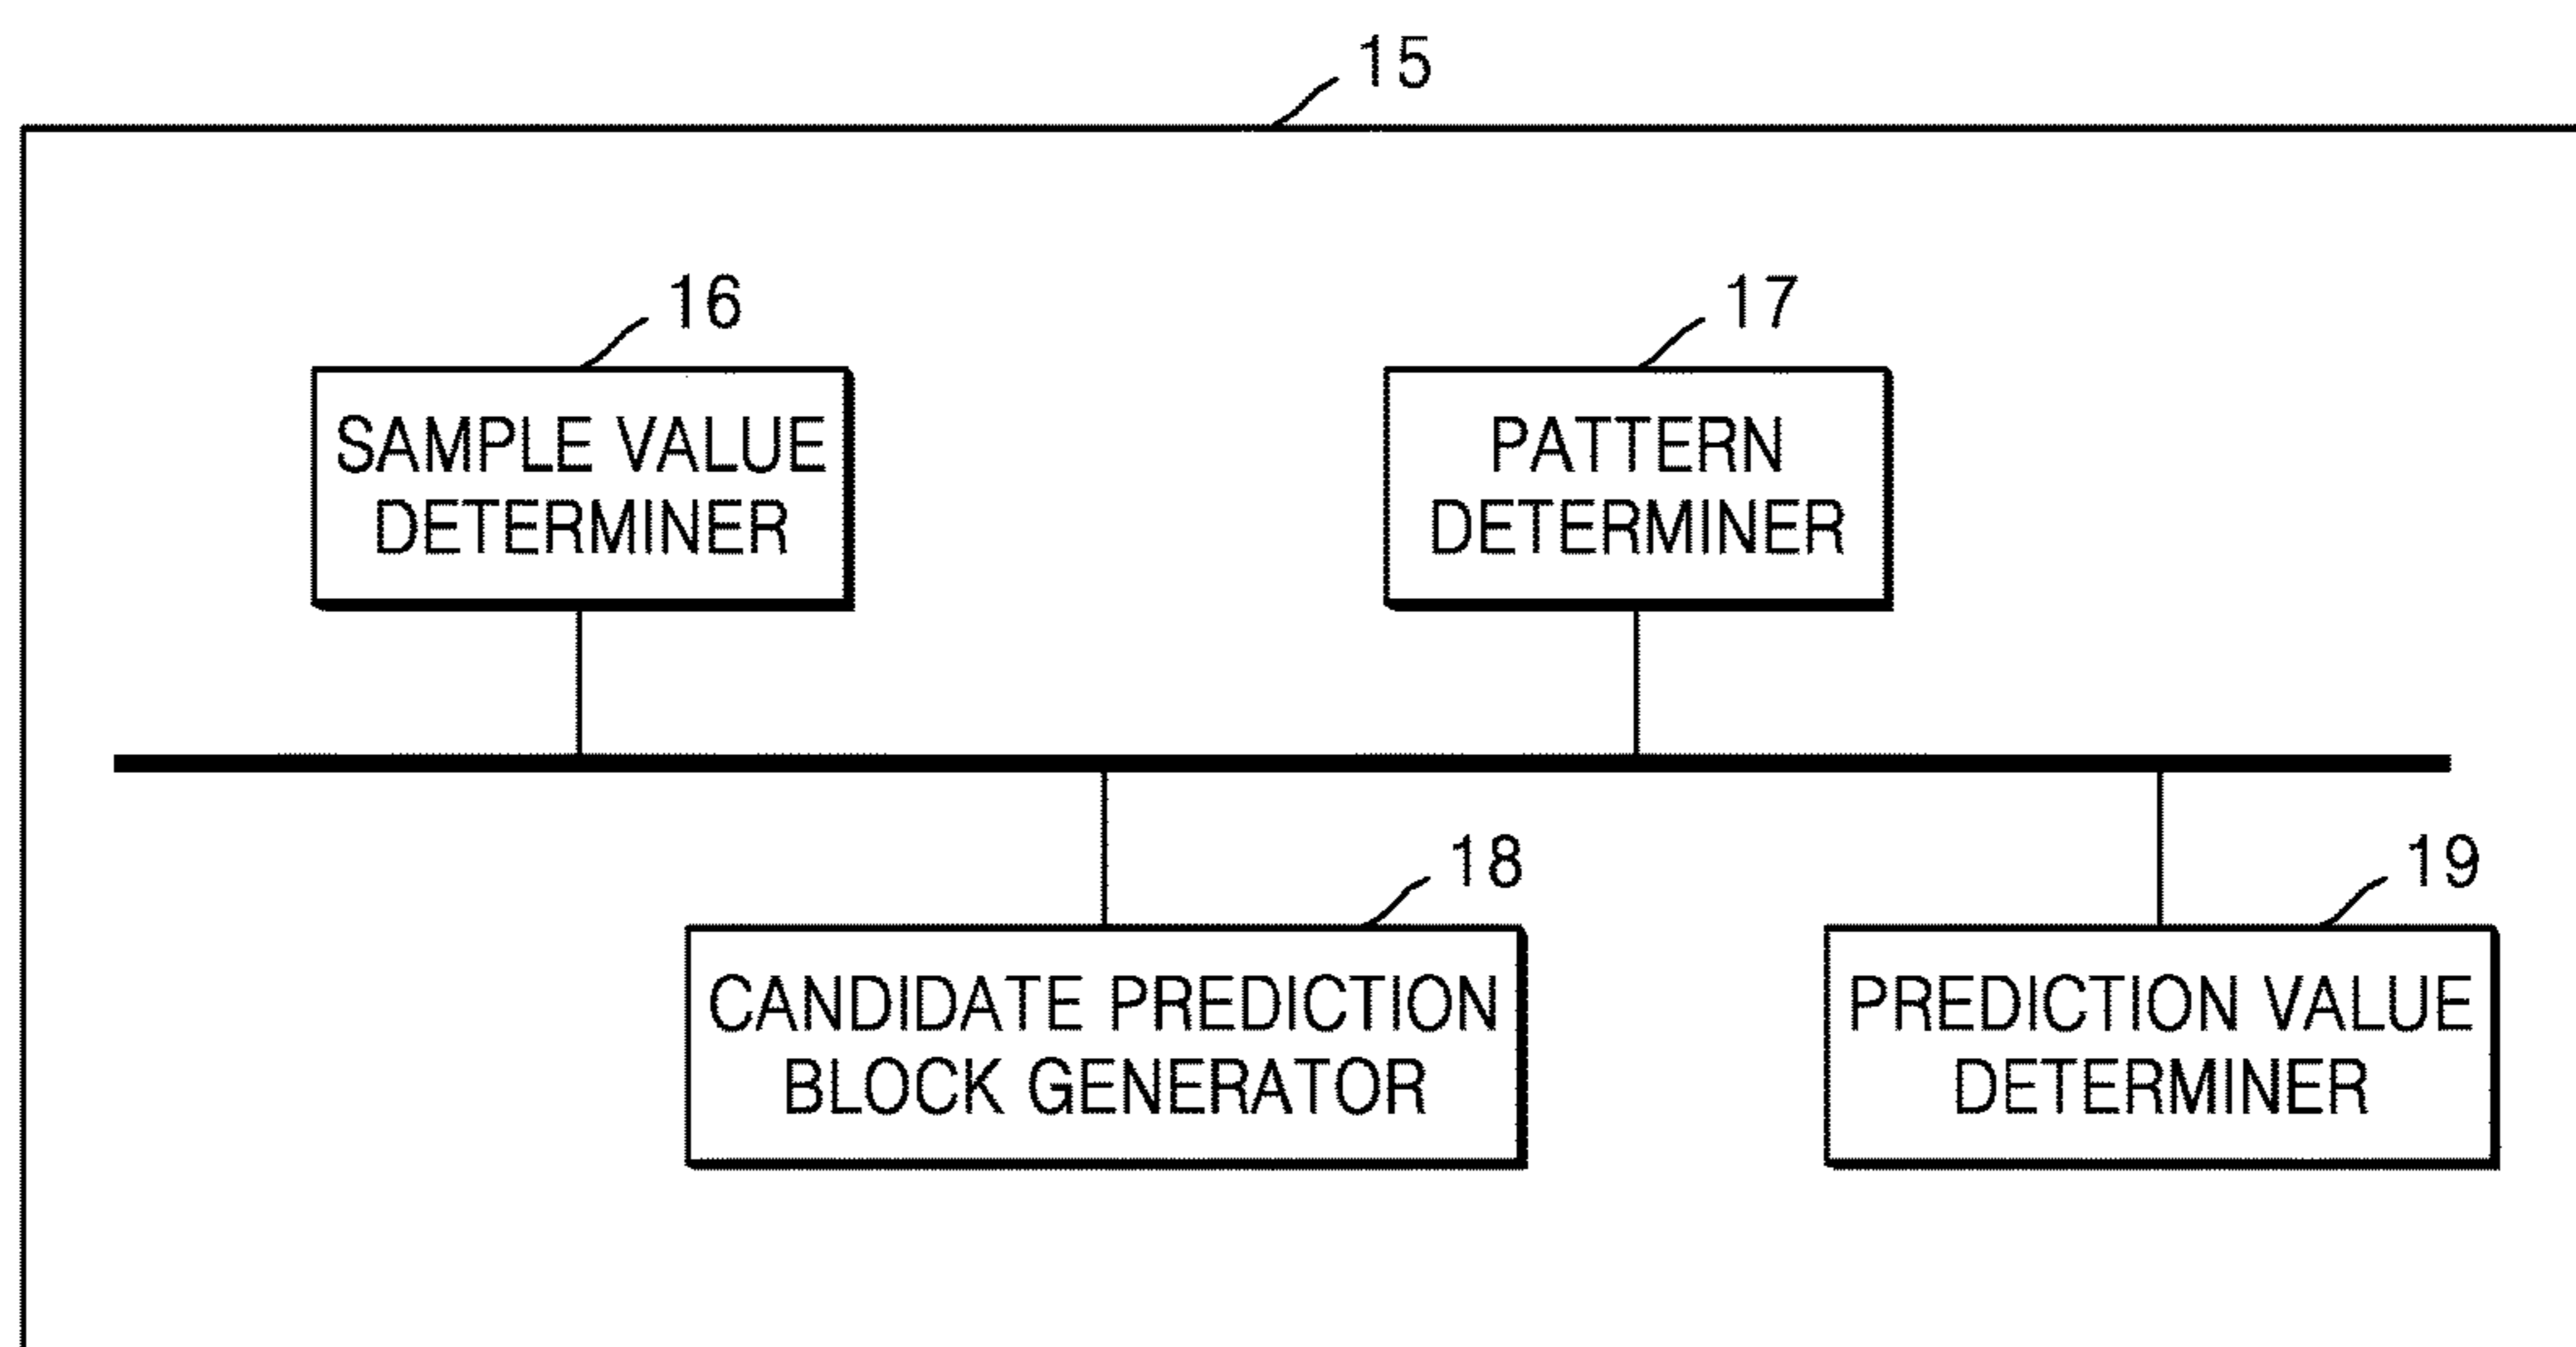 15
16
17
SAMPLE VALUE
DETERMINER
PATTERN
DETERMINER
18
19
CANDIDATE PREDICTION
BLOCK GENERATOR
PREDICTION VALUE
DETERMINER